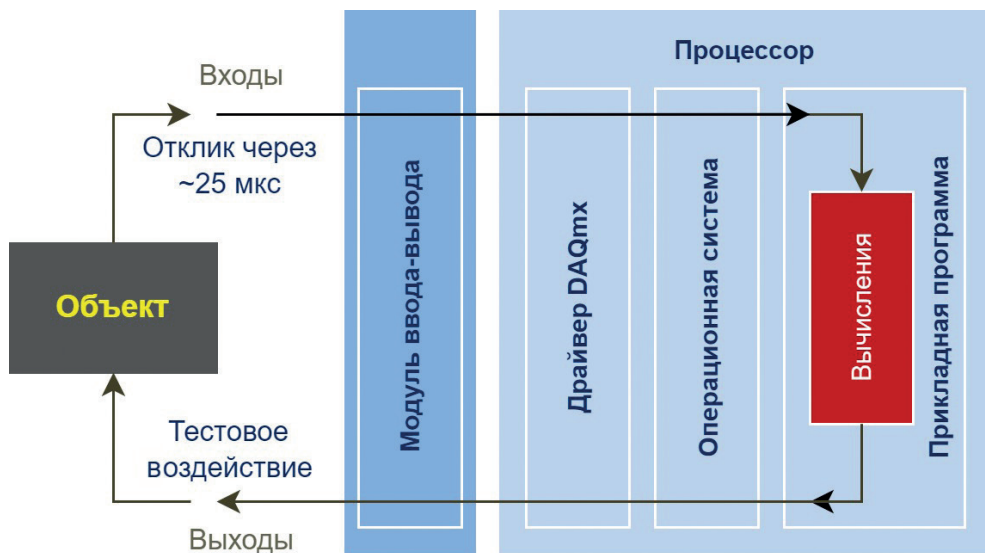 Процессор
Входы
Отклик через
~25 мкс
Объект
Тестовое
воздействие
Выходы
Модуль ввода-вывода
Драйвер DAQmx
Операционная система
Вычисления
Прикладная программа